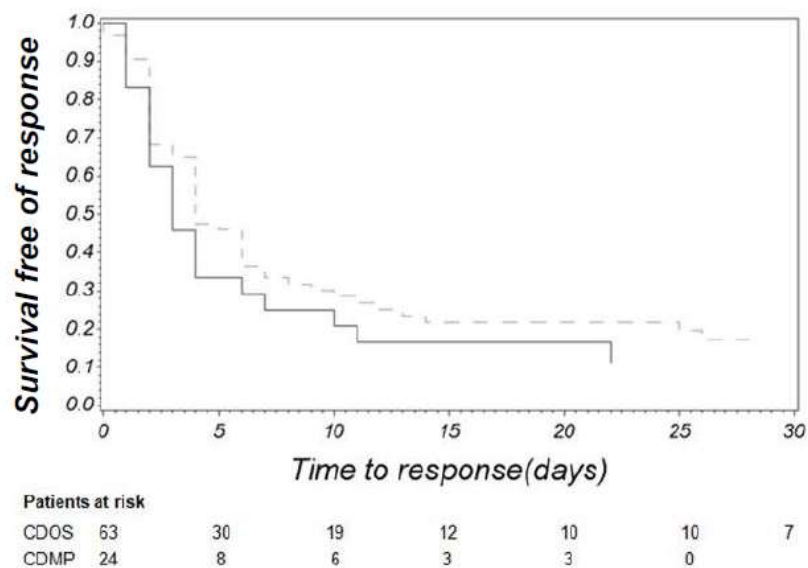 Survival free of response
1.0
0.9
0.8
0.7
0.6
0.5
0.4
0.3
0.2
0.1
0.0
0 5 10 15 20 25 30
Time to response(days)
Patients at risk
CDOS 63 30 19 12 10 10 7
CDMP 24 8 6 3 3 0